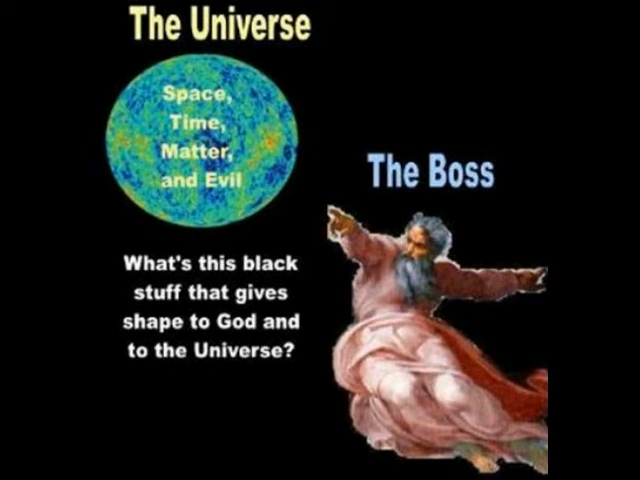 The Universe
Space,
Time,
Matter,
and Evil
The Boss
What's this black
stuff that gives
shape to God and
to the Universe?